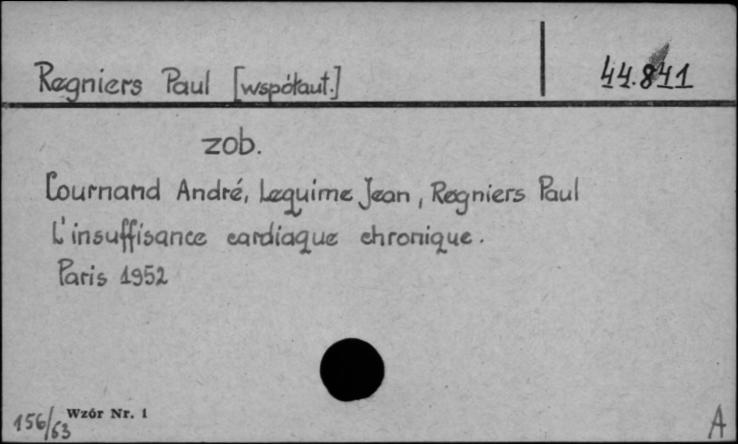 Regniers Paul [współaut.] 44.841
zob.
Cournand André, Lequime Jean, Regniers Paul
L'insuffisance cardiaque chronique.
Paris 1952
156/63 Wzór Nr. 1
A